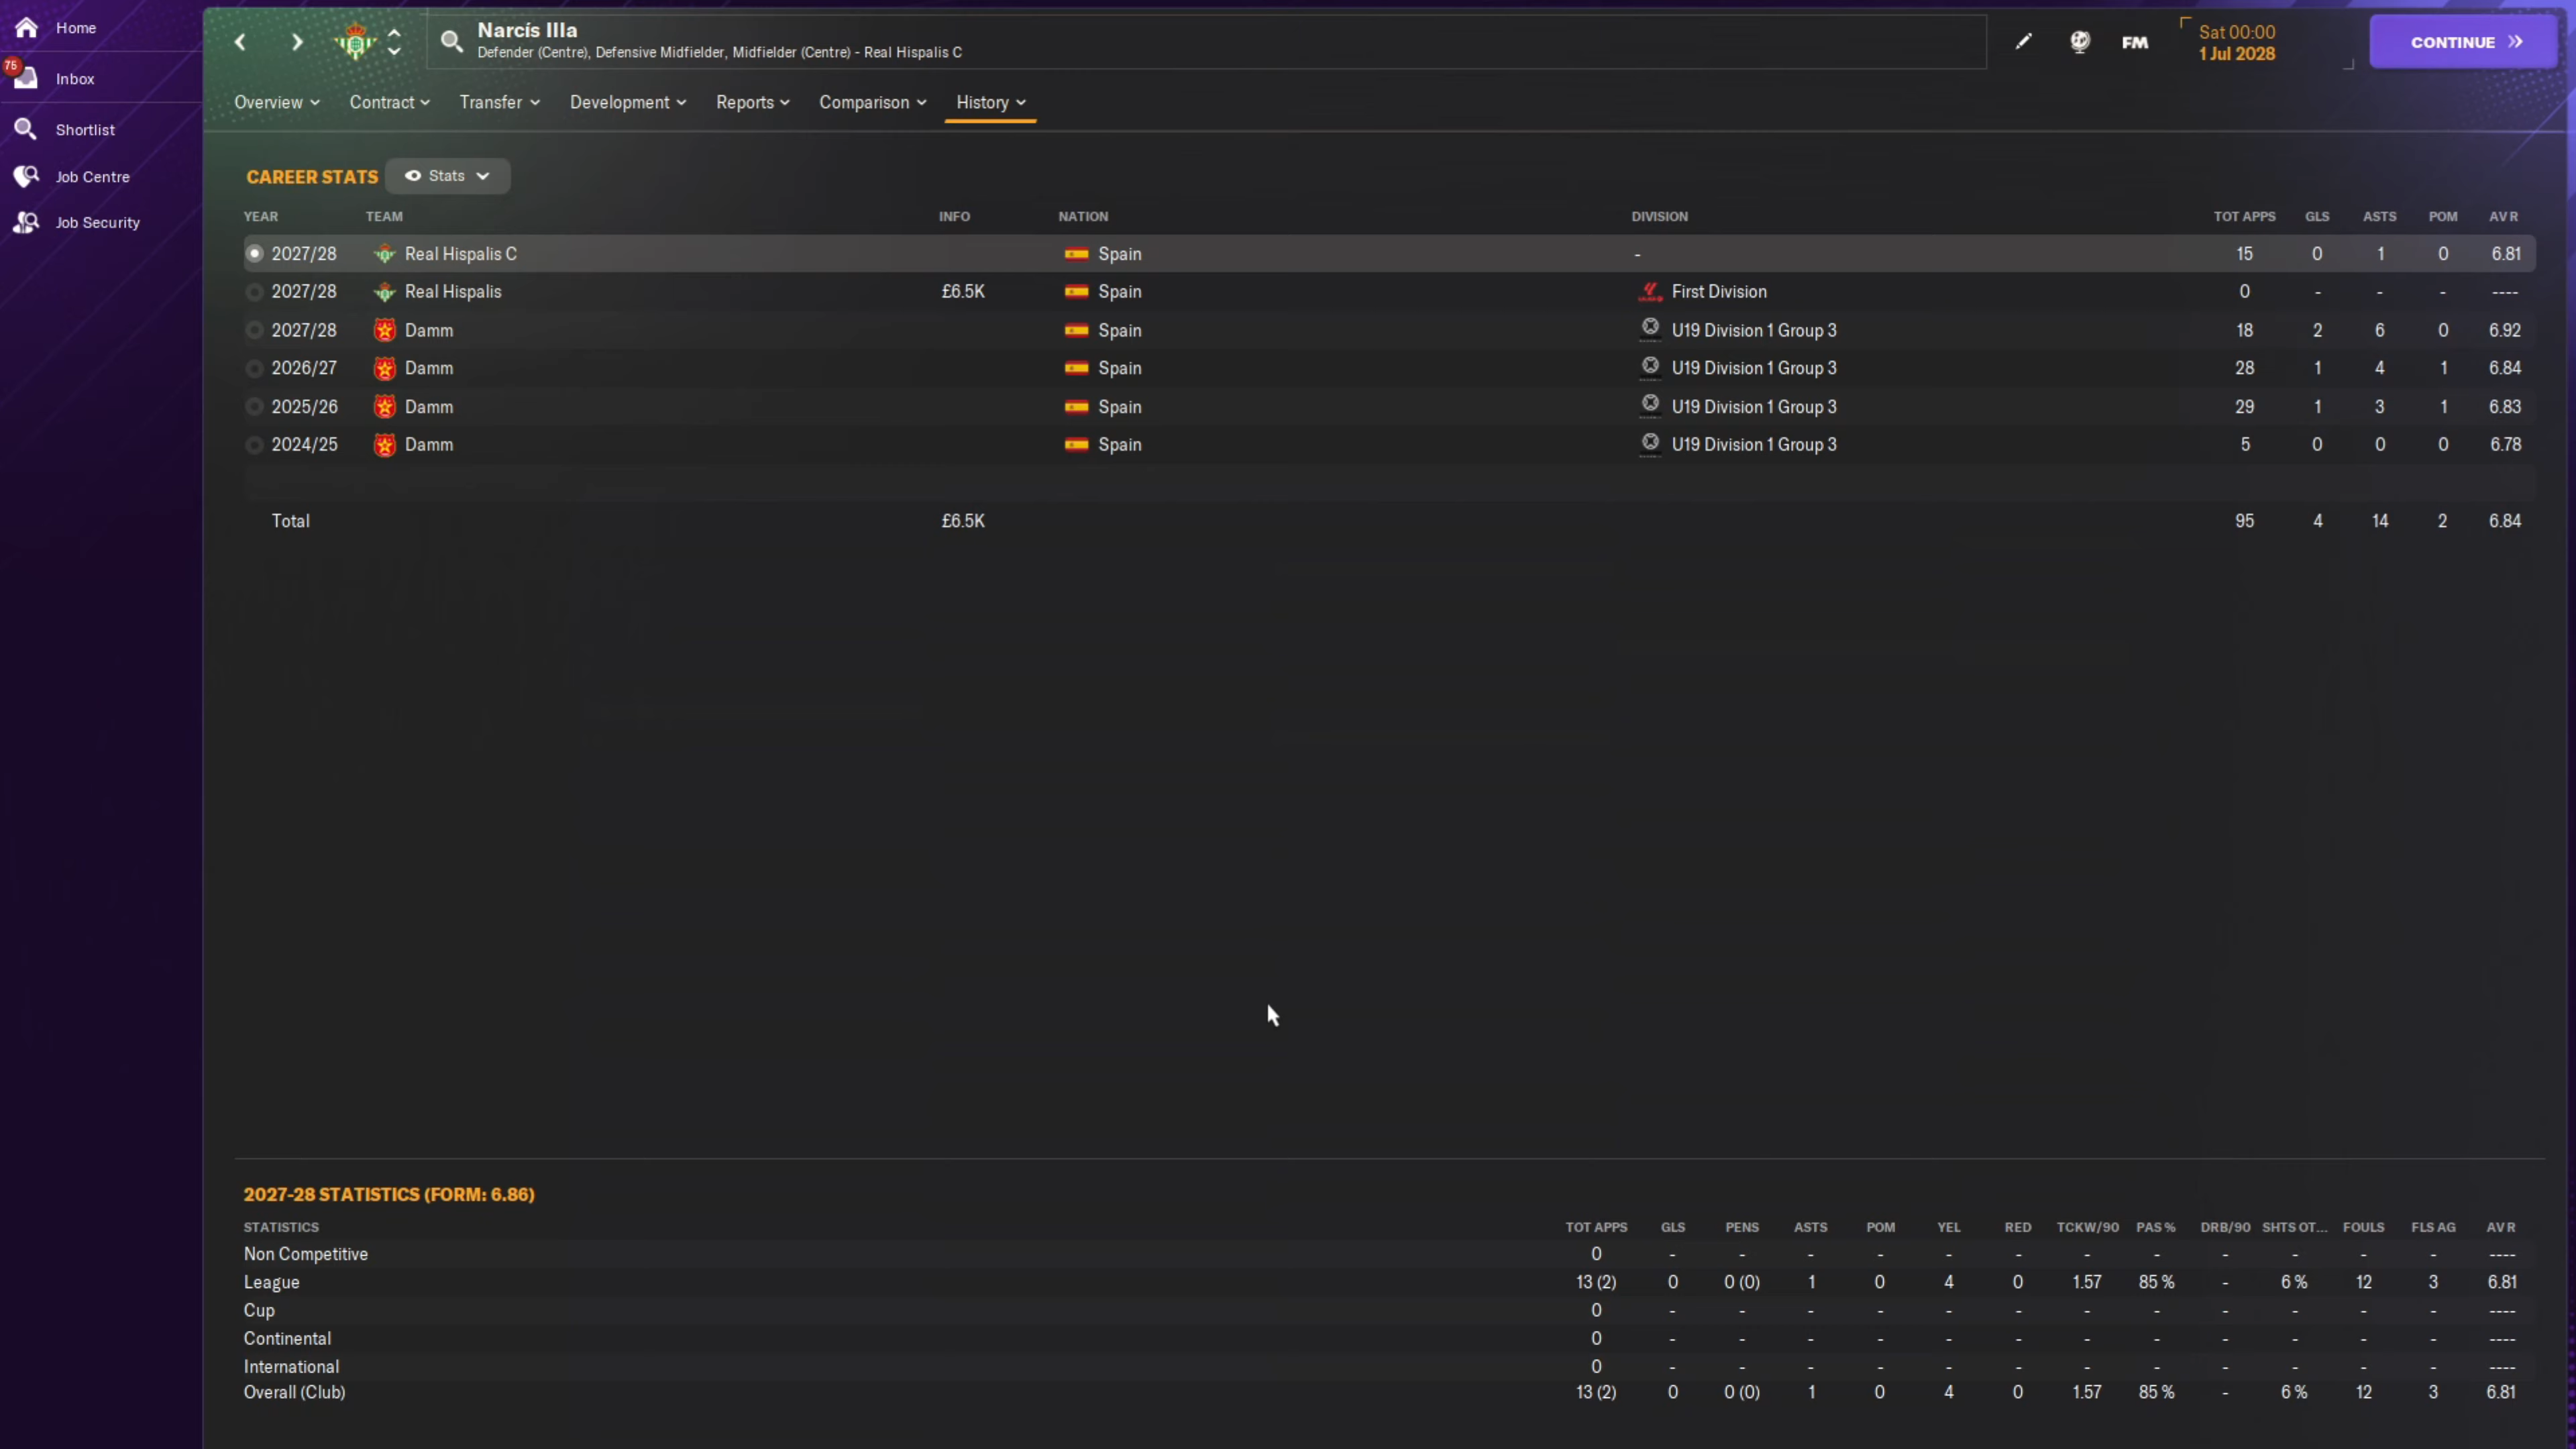 Home
75
Inbox
Shortlist
Job Centre
Job Security
Narcís Illa
Defender (Centre), Defensive Midfielder, Midfielder (Centre) - Real Hispalis C
FM
Sat 00:00
1 Jul 2028
CONTINUE
Overview Contract Transfer Development Reports Comparison History
CAREER STATS Stats
YEAR TEAM INFO NATION DIVISION TOT APPS GLS ASTS POM AV R
2027/28 Real Hispalis C Spain - 15 0 1 0 6.81
2027/28 Real Hispalis £6.5K Spain First Division 0 - - - ----
2027/28 Damm Spain U19 Division 1 Group 3 18 2 6 0 6.92
2026/27 Damm Spain U19 Division 1 Group 3 28 1 4 1 6.84
2025/26 Damm Spain U19 Division 1 Group 3 29 1 3 1 6.83
2024/25 Damm Spain U19 Division 1 Group 3 5 0 0 0 6.78
Total £6.5K 95 4 14 2 6.84
2027-28 STATISTICS (FORM: 6.86)
STATISTICS TOT APPS GLS PENS ASTS POM YEL RED TCKW/90 PAS % DRB/90 SHTS OT... FOULS FLS AG AV R
Non Competitive 0 - - - - - - - - - - - - ----
League 13 (2) 0 0 (0) 1 0 4 0 1.57 85 % - 6 % 12 3 6.81
Cup 0 - - - - - - - - - - - - ----
Continental 0 - - - - - - - - - - - - ----
International 0 - - - - - - - - - - - - ----
Overall (Club) 13 (2) 0 0 (0) 1 0 4 0 1.57 85 % - 6 % 12 3 6.81